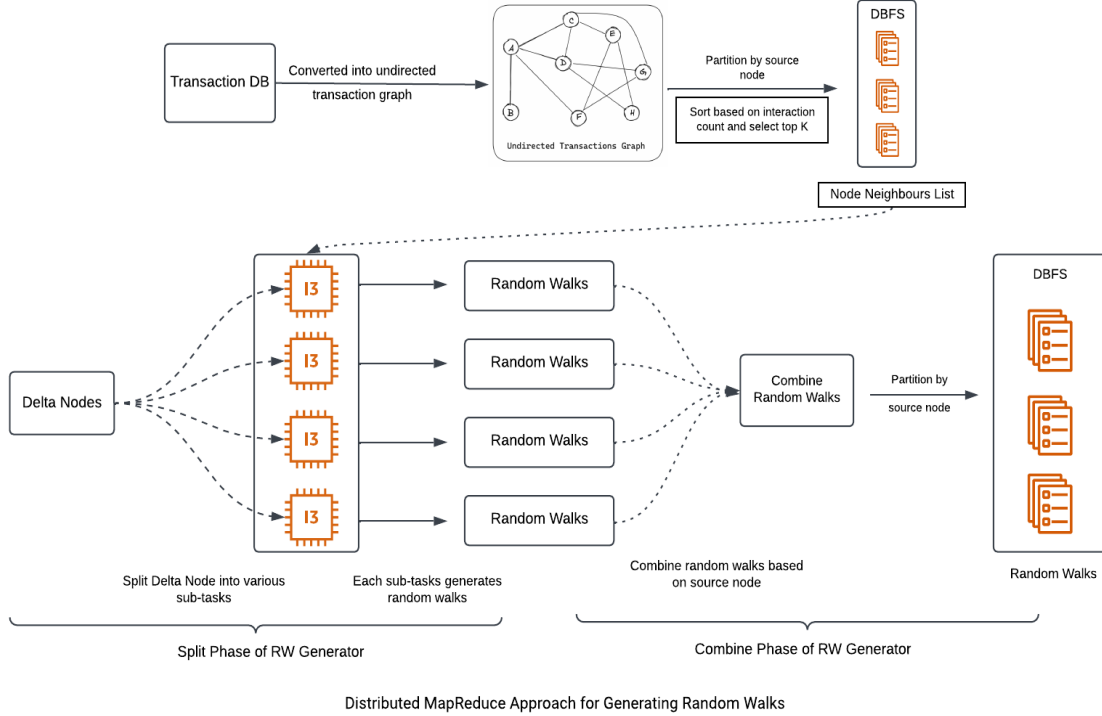 DBFS
Transaction DB
Converted into undirected
transaction graph
C
E
A
D
G
B
F
H
Undirected Transactions Graph
Partition by source
node
Sort based on interaction
count and select top K
Node Neighbours List
Delta Nodes
I3
I3
I3
I3
Random Walks
Random Walks
Random Walks
Random Walks
Combine
Random Walks
Partition by
source node
DBFS
Random Walks
Split Delta Node into various
sub-tasks
Each sub-tasks generates
random walks
Combine random walks based
on source node
Split Phase of RW Generator
Combine Phase of RW Generator
Distributed MapReduce Approach for Generating Random Walks